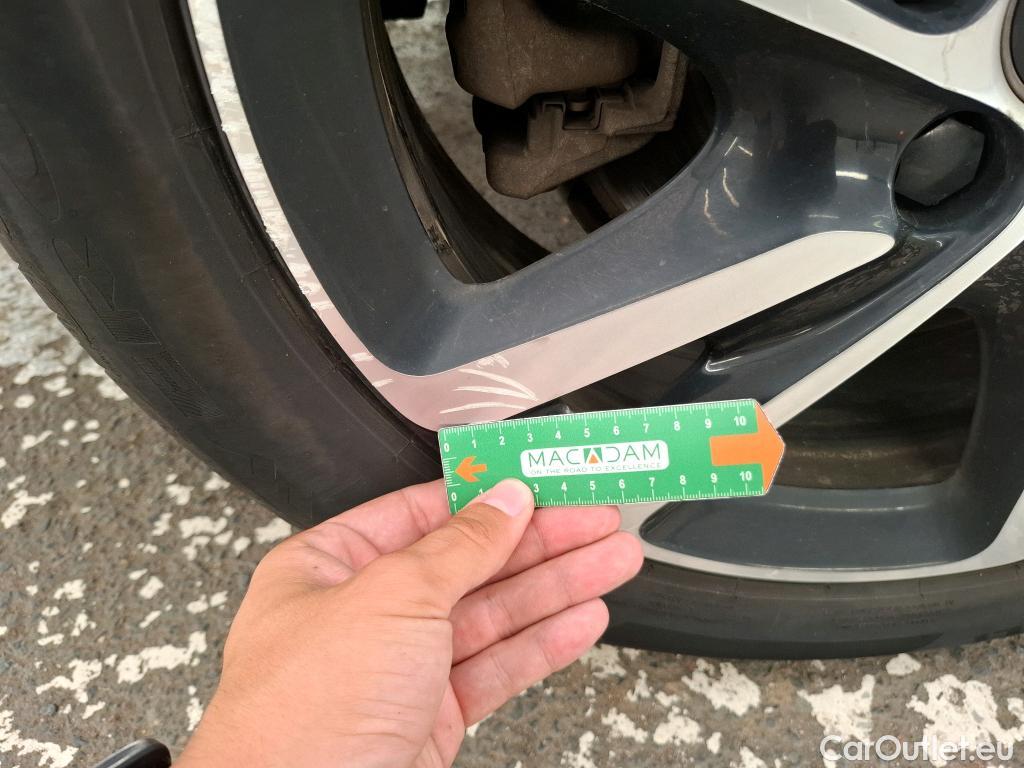 0 1 2 3 4 5 6 7 8 9 10
MACADAM
ON THE ROAD TO EXCELLENCE
0 1 3 4 5 6 7 8 9 10
CarOutlet.eu